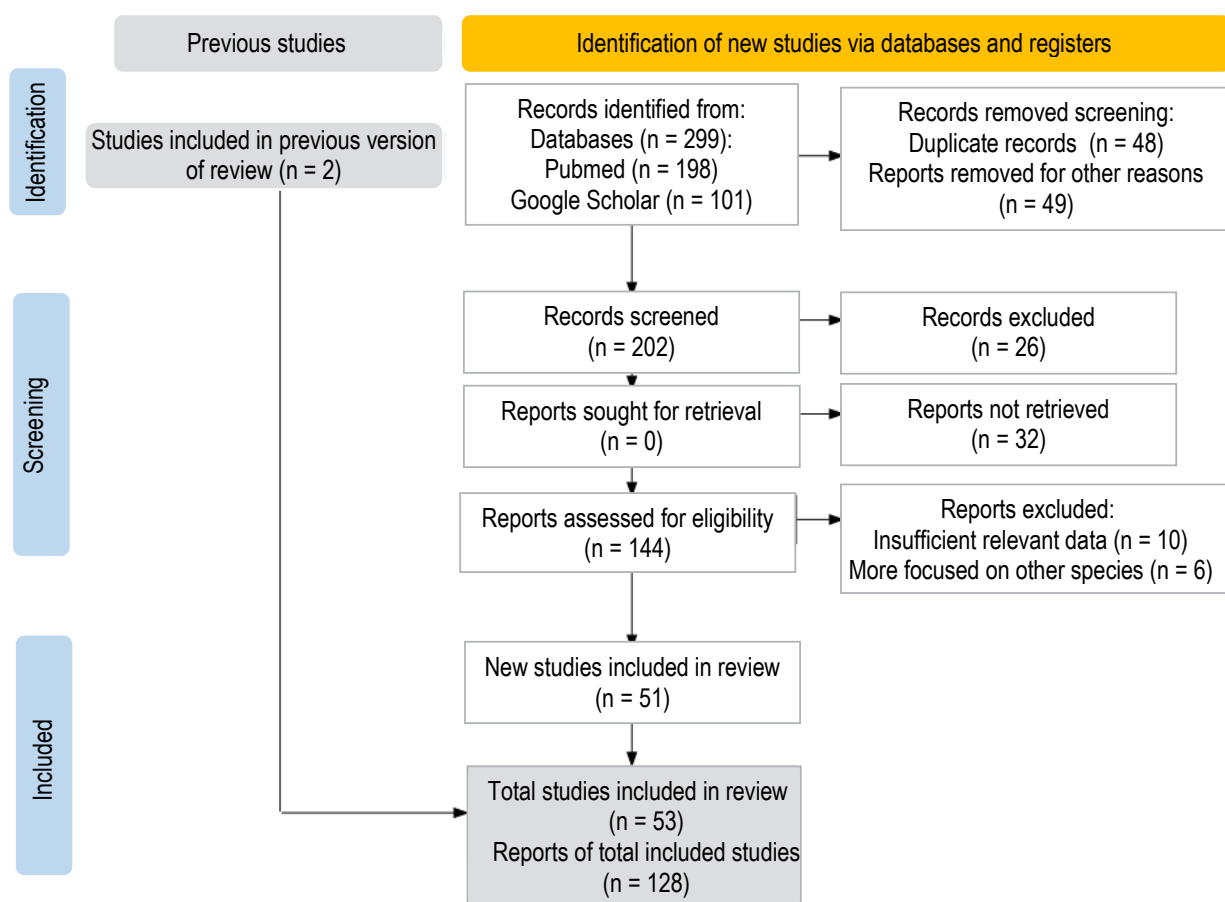 Previous studies
Identification of new studies via databases and registers
Identification
Studies included in previous version
of review (n = 2)
Records identified from:
Databases (n = 299):
Pubmed (n = 198)
Google Scholar (n = 101)
Records removed screening:
Duplicate records (n = 48)
Reports removed for other reasons
(n = 49)
Screening
Records screened
(n = 202)
Records excluded
(n = 26)
Reports sought for retrieval
(n = 0)
Reports not retrieved
(n = 32)
Reports assessed for eligibility
(n = 144)
Reports excluded:
Insufficient relevant data (n = 10)
More focused on other species (n = 6)
Included
New studies included in review
(n = 51)
Total studies included in review
(n = 53)
Reports of total included studies
(n = 128)